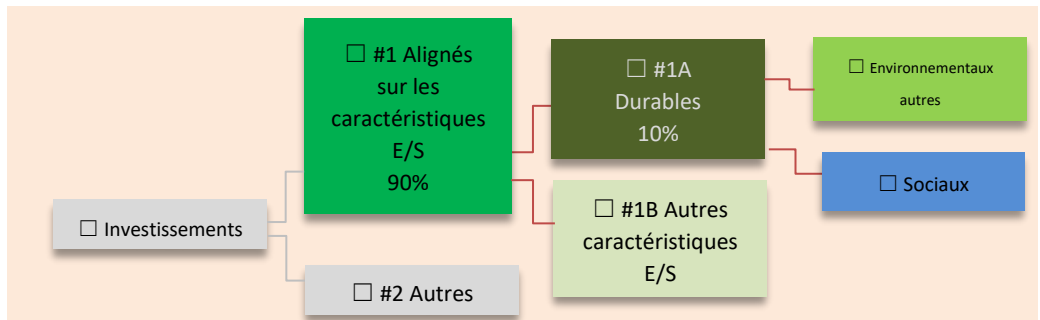 ☐ #1 Alignés
sur les
caractéristiques
E/S
90%
☐ #1A
Durables
10%
☐ Environnementaux
autres
☐ Sociaux
☐ #1B Autres
caractéristiques
E/S
☐ Investissements
☐ #2 Autres